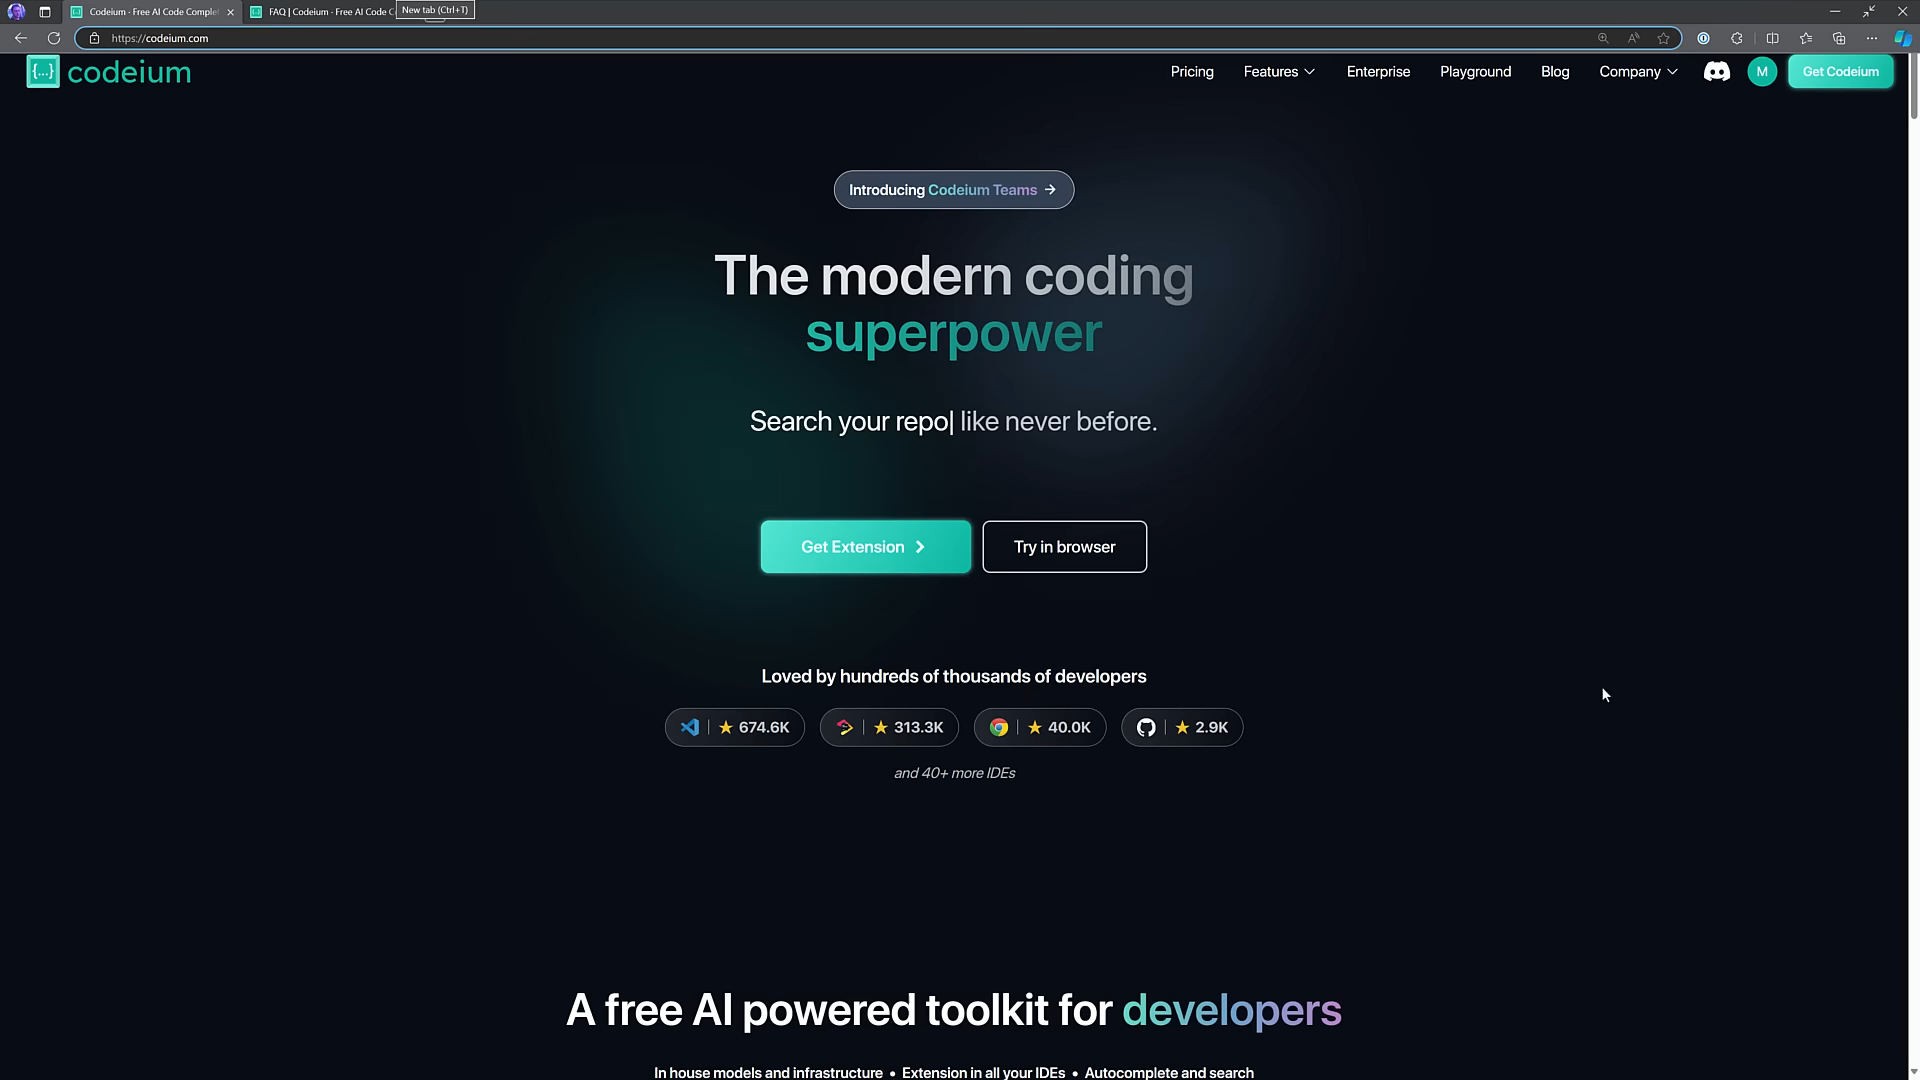 Codeium - Free AI Code Complet
FAQ | Codeium - Free AI Code C
New tab (Ctrl+T)
https://codeium.com
{...} codeium
Pricing
Features
Enterprise
Playground
Blog
Company
M
Get Codeium
Introducing Codeium Teams →
The modern coding
superpower
Search your repo| like never before.
Get Extension
Try in browser
Loved by hundreds of thousands of developers
674.6K
313.3K
40.0K
2.9K
and 40+ more IDEs
A free AI powered toolkit for developers
In house models and infrastructure • Extension in all your IDEs • Autocomplete and search